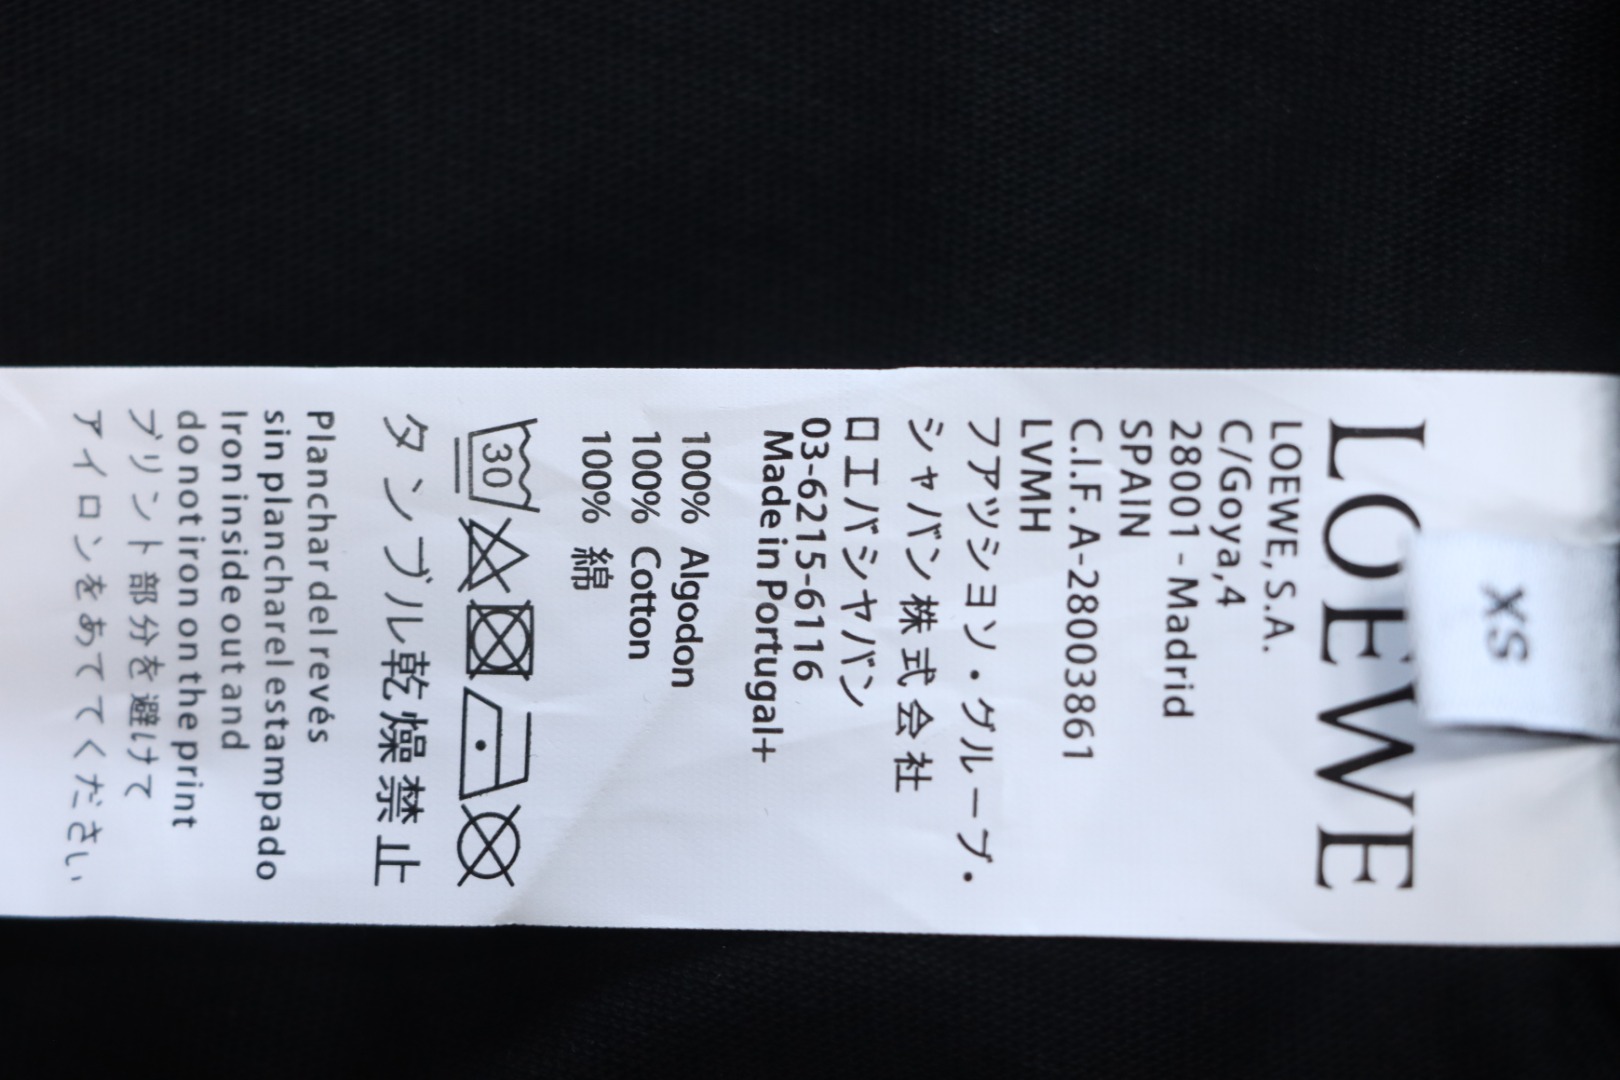 XS
LOEWE
LOEWE, S.A.
C/Goya,4
28001 - Madrid
SPAIN
C.I.F. A-28003861
LVMH
フアッション・グループ・
ジャパン株式会社
ロエバジャパン
03-6215-6116
Made in Portugal+
100% Algodon
100% Cotton
100% 綿
30
タンブル乾燥禁止
Planchar del revés
sin plancharel estampado
Iron inside out and
do not iron on the print
プリント部分を避けて
アイロンをあててください